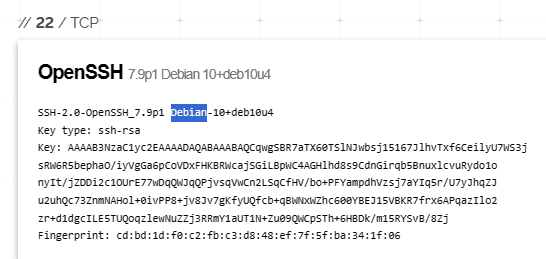 // 22 / TCP
OpenSSH 7.9p1 Debian 10+deb10u4
SSH-2.0-OpenSSH_7.9p1 Debian-10+deb10u4
Key type: ssh-rsa
Key: AAAAB3NzaC1yc2EAAAADAQABAAABAQCqwgSBR7aTX60TSlNJwbsj15167JlhvTxf6CeilyU7WS3j
sRW6R5bephaO/iyVgGa6pCoVDxFHKBRWcajSGiLBpWC4AGHlhd8s9CdnGirqb5BnuxlcvuRydo1o
nyIt/jZDDi2c1OUrE77wDqQWJqQPjvsqVwCn2LSqCfHV/bo+PFYampdhVzsj7aYIq5r/U7yJhqZJ
u2uhQc73ZnmNAHol+0ivPP8+jv8Jv7gKfyUQfcb+qBWNxWZhc600YBEJ15VBKR7frx6APqazIlo2
zr+d1dgcILE5TUQoqzlewNuZZj3RRmY1aUT1N+Zu09QWCpSTh+6HBDk/m15RYSvB/8Zj
Fingerprint: cd:bd:1d:f0:c2:fb:c3:d8:48:ef:7f:5f:ba:34:1f:06